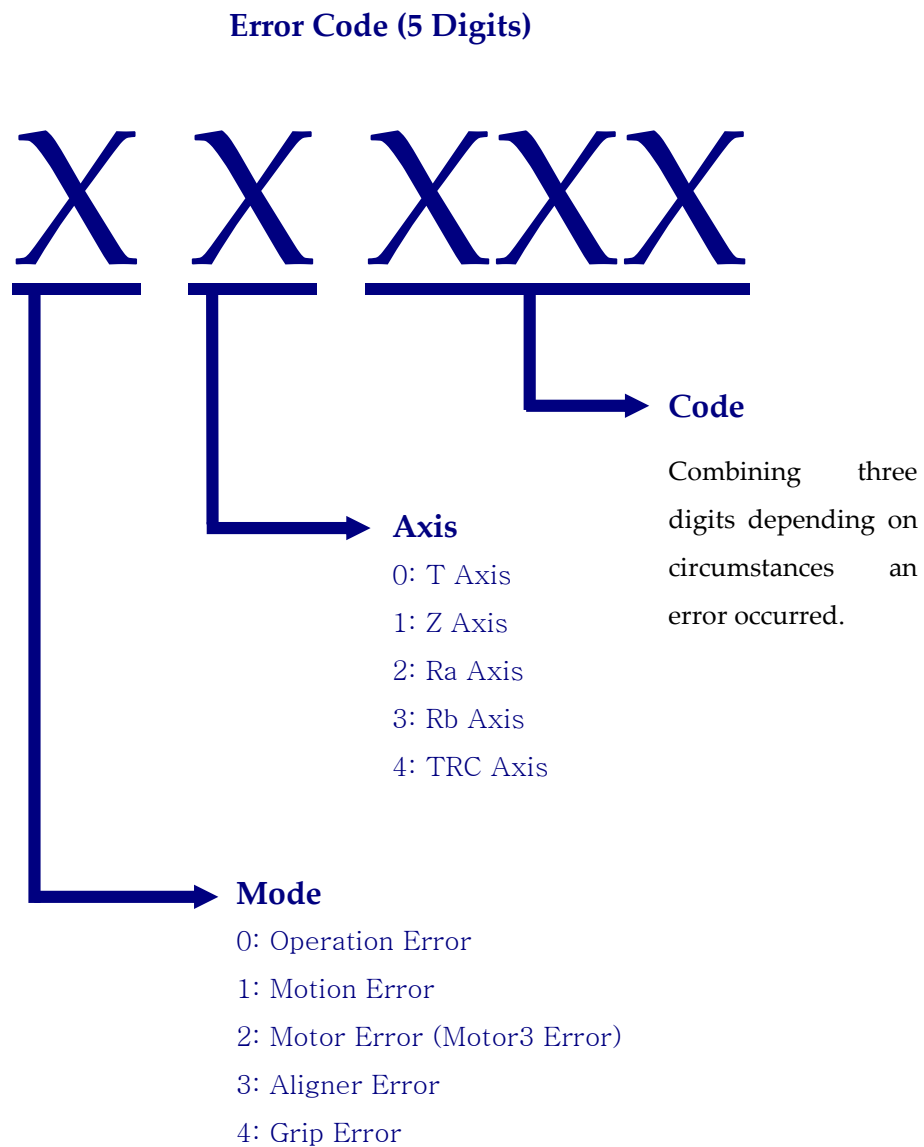 Error Code (5 Digits)
X X XXX
Code
Combining three
digits depending on
circumstances an
error occurred.
Axis
0: T Axis
1: Z Axis
2: Ra Axis
3: Rb Axis
4: TRC Axis
Mode
0: Operation Error
1: Motion Error
2: Motor Error (Motor3 Error)
3: Aligner Error
4: Grip Error